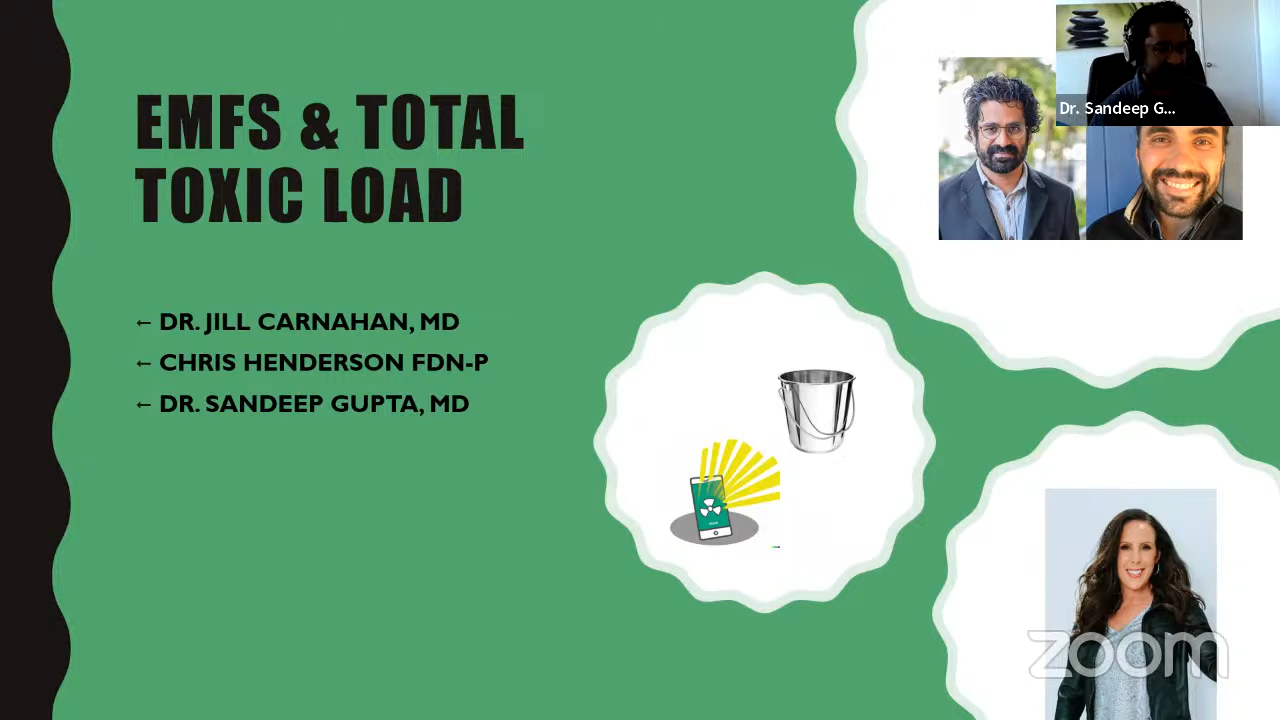 EMFS & TOTAL
TOXIC LOAD
← DR. JILL CARNAHAN, MD
← CHRIS HENDERSON FDN-P
← DR. SANDEEP GUPTA, MD
Dr. Sandeep G...
zoom